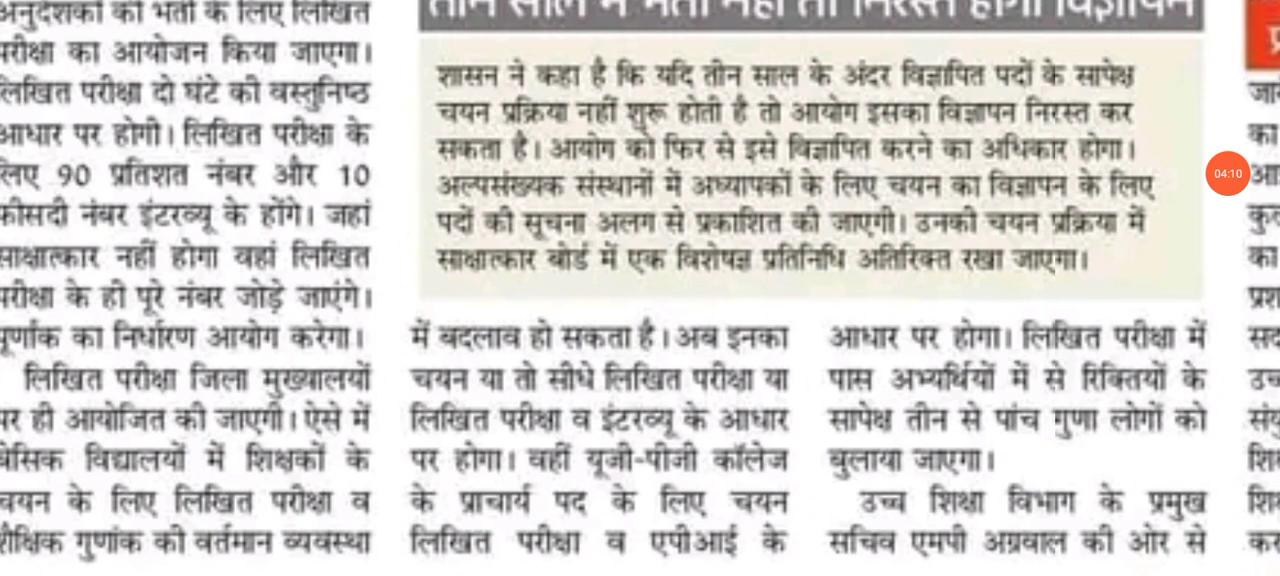 अनुदेशकों की भर्ती के लिए लिखित
परीक्षा का आयोजन किया जाएगा।
लिखित परीक्षा दो घंटे की वस्तुनिष्ठ
आधार पर होगी। लिखित परीक्षा के
लिए 90 प्रतिशत नंबर और 10
फीसदी नंबर इंटरव्यू के होंगे। जहां
साक्षात्कार नहीं होगा वहां लिखित
परीक्षा के ही पूरे नंबर जोड़े जाएंगे।
पूर्णांक का निर्धारण आयोग करेगा।
लिखित परीक्षा जिला मुख्यालयों
पर ही आयोजित की जाएगी। ऐसे में
बेसिक विद्यालयों में शिक्षकों के
चयन के लिए लिखित परीक्षा व
शैक्षिक गुणांक की वर्तमान व्यवस्था
तीन साल में भर्ती नहीं तो निरस्त होगा विज्ञापन
शासन ने कहा है कि यदि तीन साल के अंदर विज्ञापित पदों के सापेक्ष
चयन प्रक्रिया नहीं शुरू होती है तो आयोग इसका विज्ञापन निरस्त कर
सकता है। आयोग को फिर से इसे विज्ञापित करने का अधिकार होगा।
अल्पसंख्यक संस्थानों में अध्यापकों के लिए चयन का विज्ञापन के लिए
पदों की सूचना अलग से प्रकाशित की जाएगी। उनकी चयन प्रक्रिया में
साक्षात्कार बोर्ड में एक विशेषज्ञ प्रतिनिधि अतिरिक्त रखा जाएगा।
में बदलाव हो सकता है। अब इनका
चयन या तो सीधे लिखित परीक्षा या
लिखित परीक्षा व इंटरव्यू के आधार
पर होगा। वहीं यूजी-पीजी कॉलेज
के प्राचार्य पद के लिए चयन
लिखित परीक्षा व एपीआई के
आधार पर होगा। लिखित परीक्षा में
पास अभ्यर्थियों में से रिक्तियों के
सापेक्ष तीन से पांच गुणा लोगों को
बुलाया जाएगा।
उच्च शिक्षा विभाग के प्रमुख
सचिव एमपी अग्रवाल की ओर से
04:10
का
का